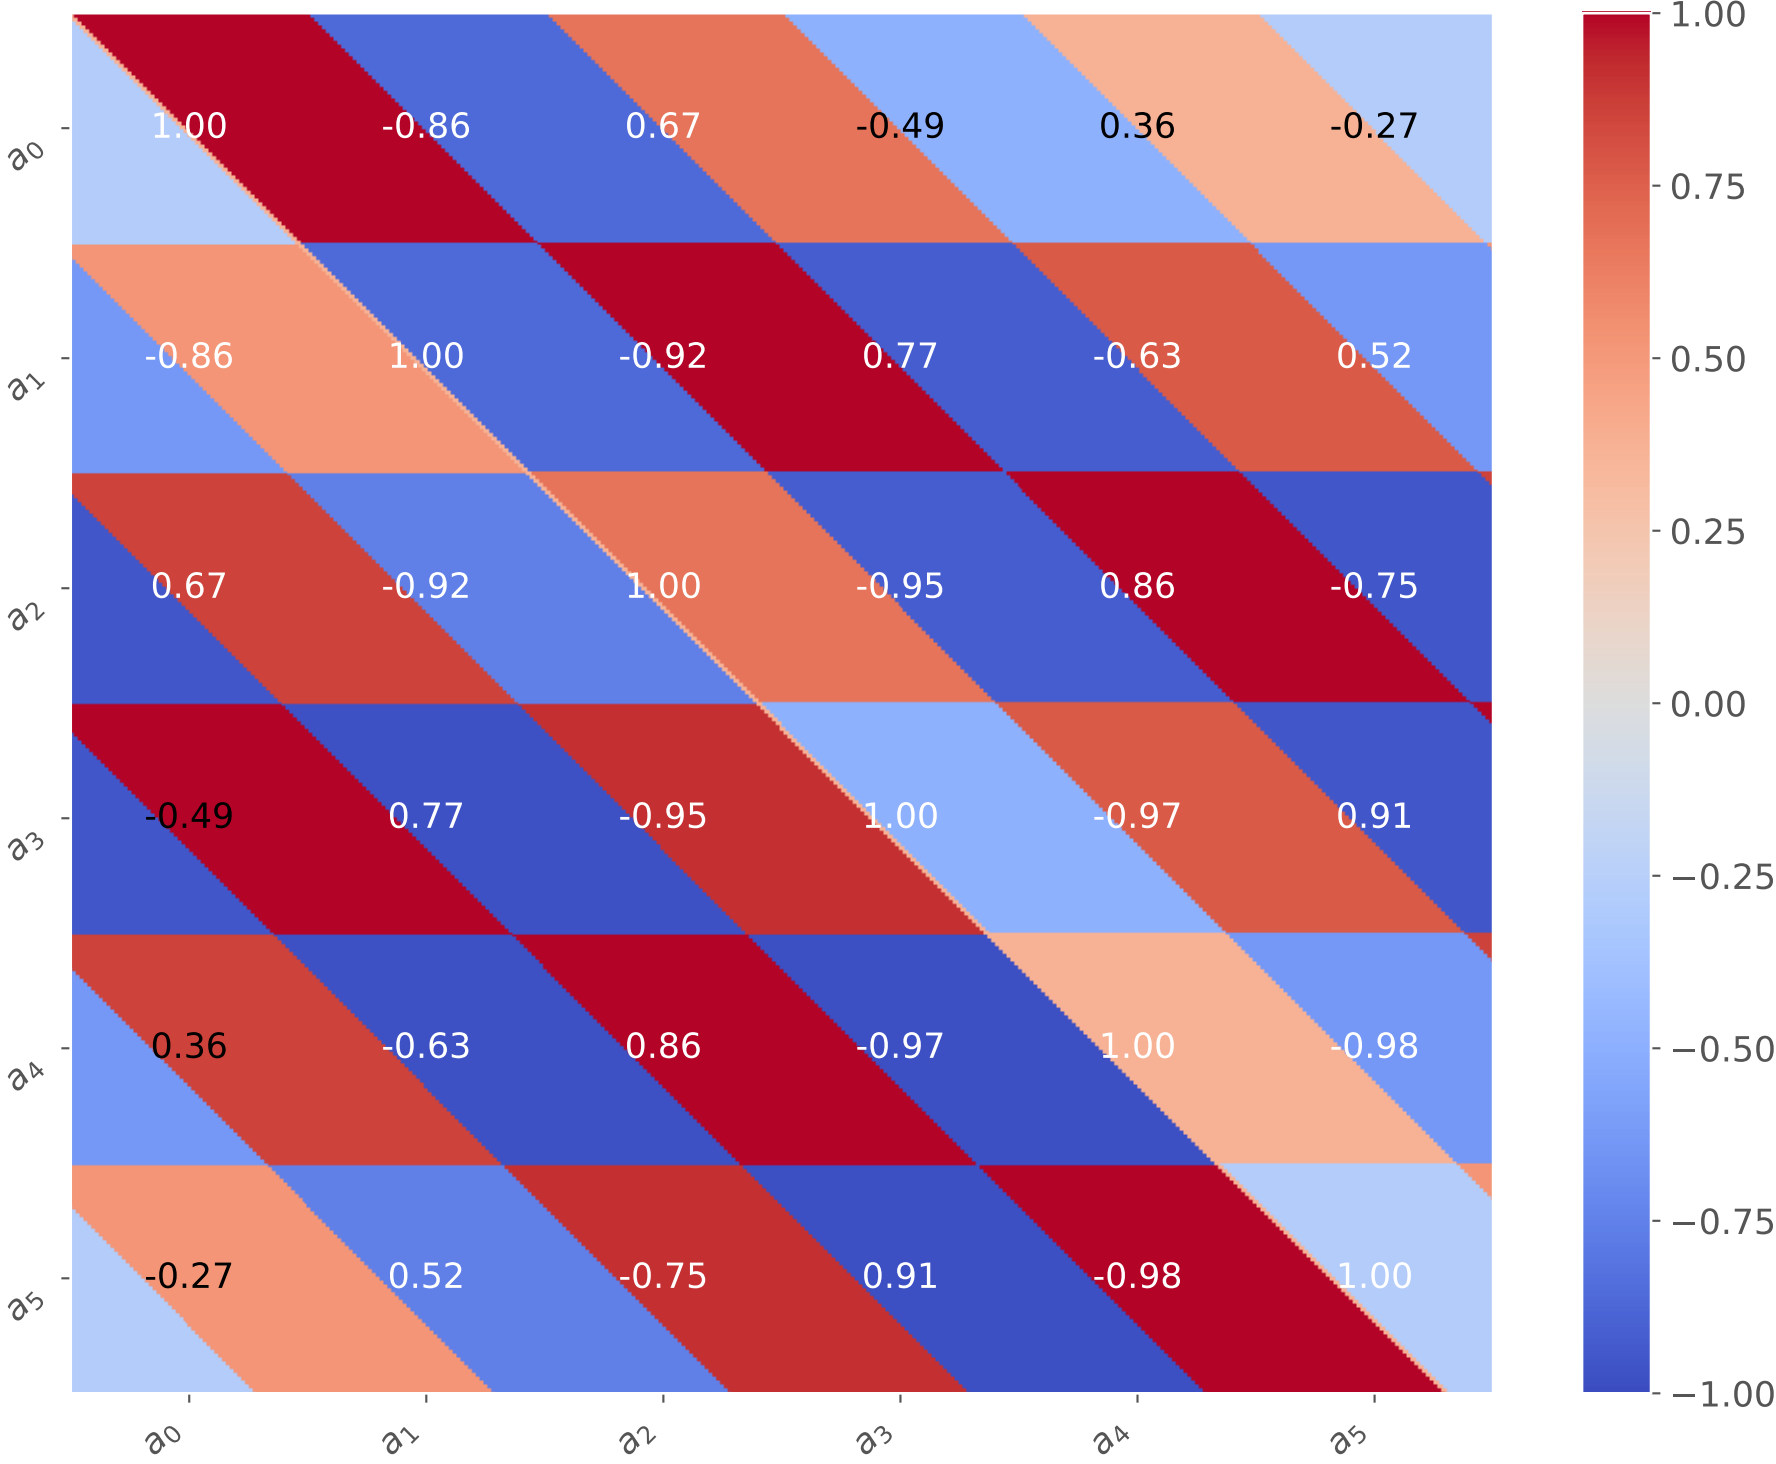 1.00
a0 1.00 -0.86 0.67 -0.49 0.36 -0.27
0.75
a1 -0.86 1.00 -0.92 0.77 -0.63 0.52
0.50
0.25
a2 0.67 -0.92 1.00 -0.95 0.86 -0.75
0.00
a3 -0.49 0.77 -0.95 1.00 -0.97 0.91
−0.25
a4 0.36 -0.63 0.86 -0.97 1.00 -0.98
−0.50
−0.75
a5 -0.27 0.52 -0.75 0.91 -0.98 1.00
−1.00
a0 a1 a2 a3 a4 a5